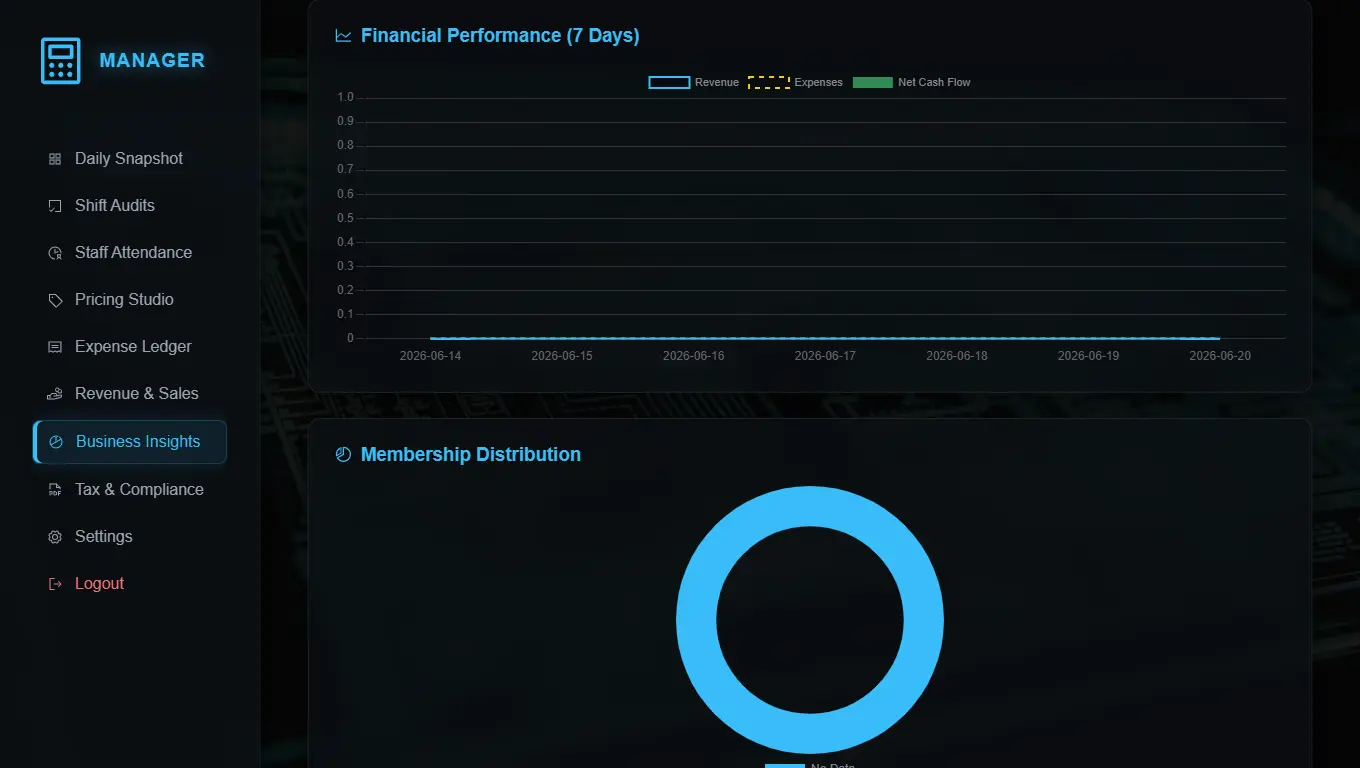 MANAGER
Daily Snapshot
Shift Audits
Staff Attendance
Pricing Studio
Expense Ledger
Revenue & Sales
Business Insights
Tax & Compliance
Settings
Logout
Financial Performance (7 Days)
Revenue Expenses Net Cash Flow
1.0
0.9
0.8
0.7
0.6
0.5
0.4
0.3
0.2
0.1
0
2026-06-14 2026-06-15 2026-06-16 2026-06-17 2026-06-18 2026-06-19 2026-06-20
Membership Distribution
No Data